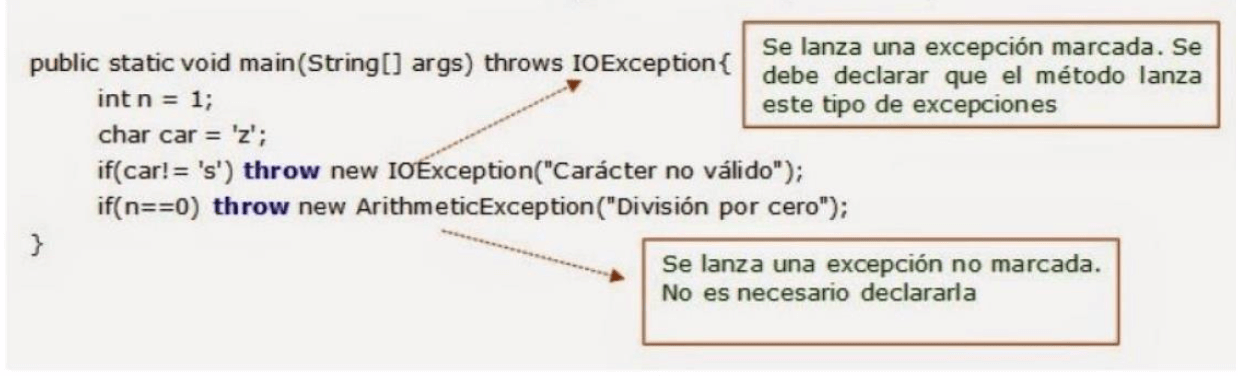 public static void main(String[] args) throws IOException{
int n = 1;
char car = 'z';
if(car!= 's') throw new IOException("Carácter no válido");
if(n==0) throw new ArithmeticException("División por cero");
}
Se lanza una excepción marcada. Se
debe declarar que el método lanza
este tipo de excepciones
Se lanza una excepción no marcada.
No es necesario declararla